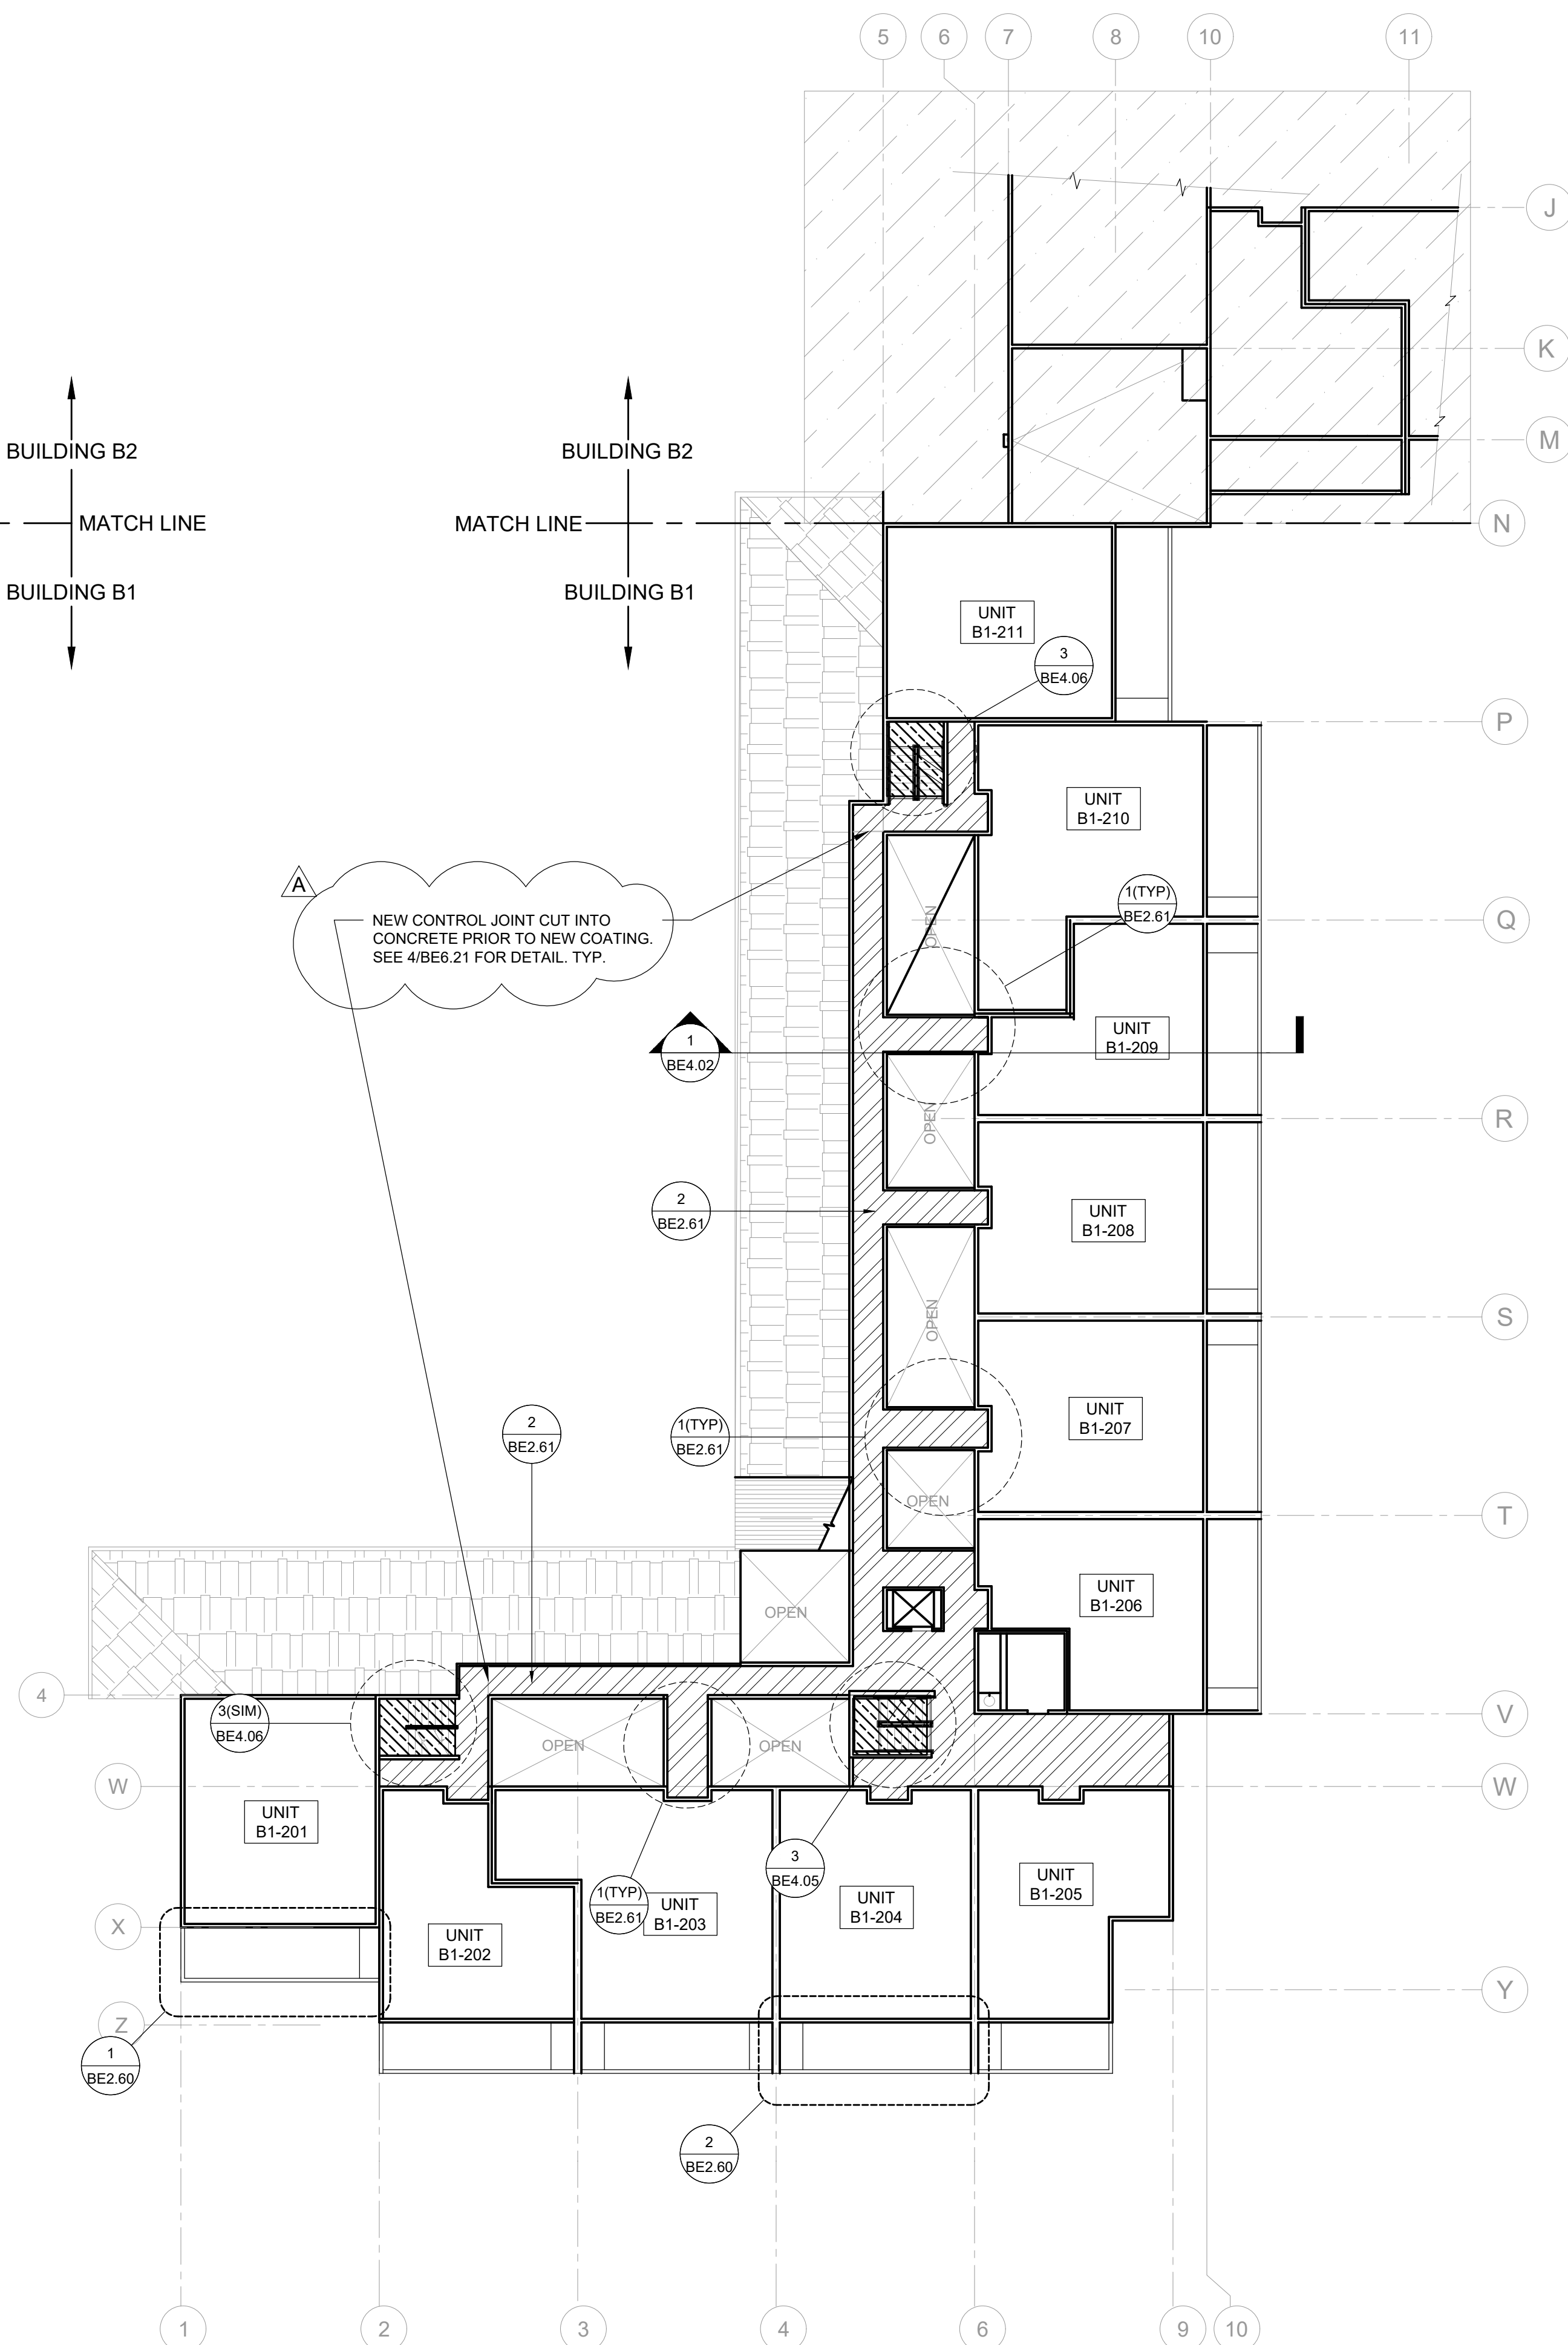 5
6
7
8
10
11
J
K
BUILDING B2
BUILDING B2
M
MATCH LINE
MATCH LINE
N
BUILDING B1
BUILDING B1
UNIT
B1-211
3
BE4.06
P
UNIT
B1-210
A
NEW CONTROL JOINT CUT INTO
CONCRETE PRIOR TO NEW COATING.
SEE 4/BE6.21 FOR DETAIL. TYP.
1(TYP)
BE2.61
OPEN
Q
1
BE4.02
UNIT
B1-209
OPEN
R
2
BE2.61
UNIT
B1-208
OPEN
S
2
BE2.61
1(TYP)
BE2.61
UNIT
B1-207
OPEN
T
UNIT
B1-206
OPEN
4
3(SIM)
BE4.06
V
OPEN
OPEN
W
W
UNIT
B1-201
3
BE4.05
UNIT
B1-205
1(TYP)
BE2.61
UNIT
B1-203
UNIT
B1-204
X
UNIT
B1-202
Y
Z
1
BE2.60
2
BE2.60
1
2
3
4
6
9
10